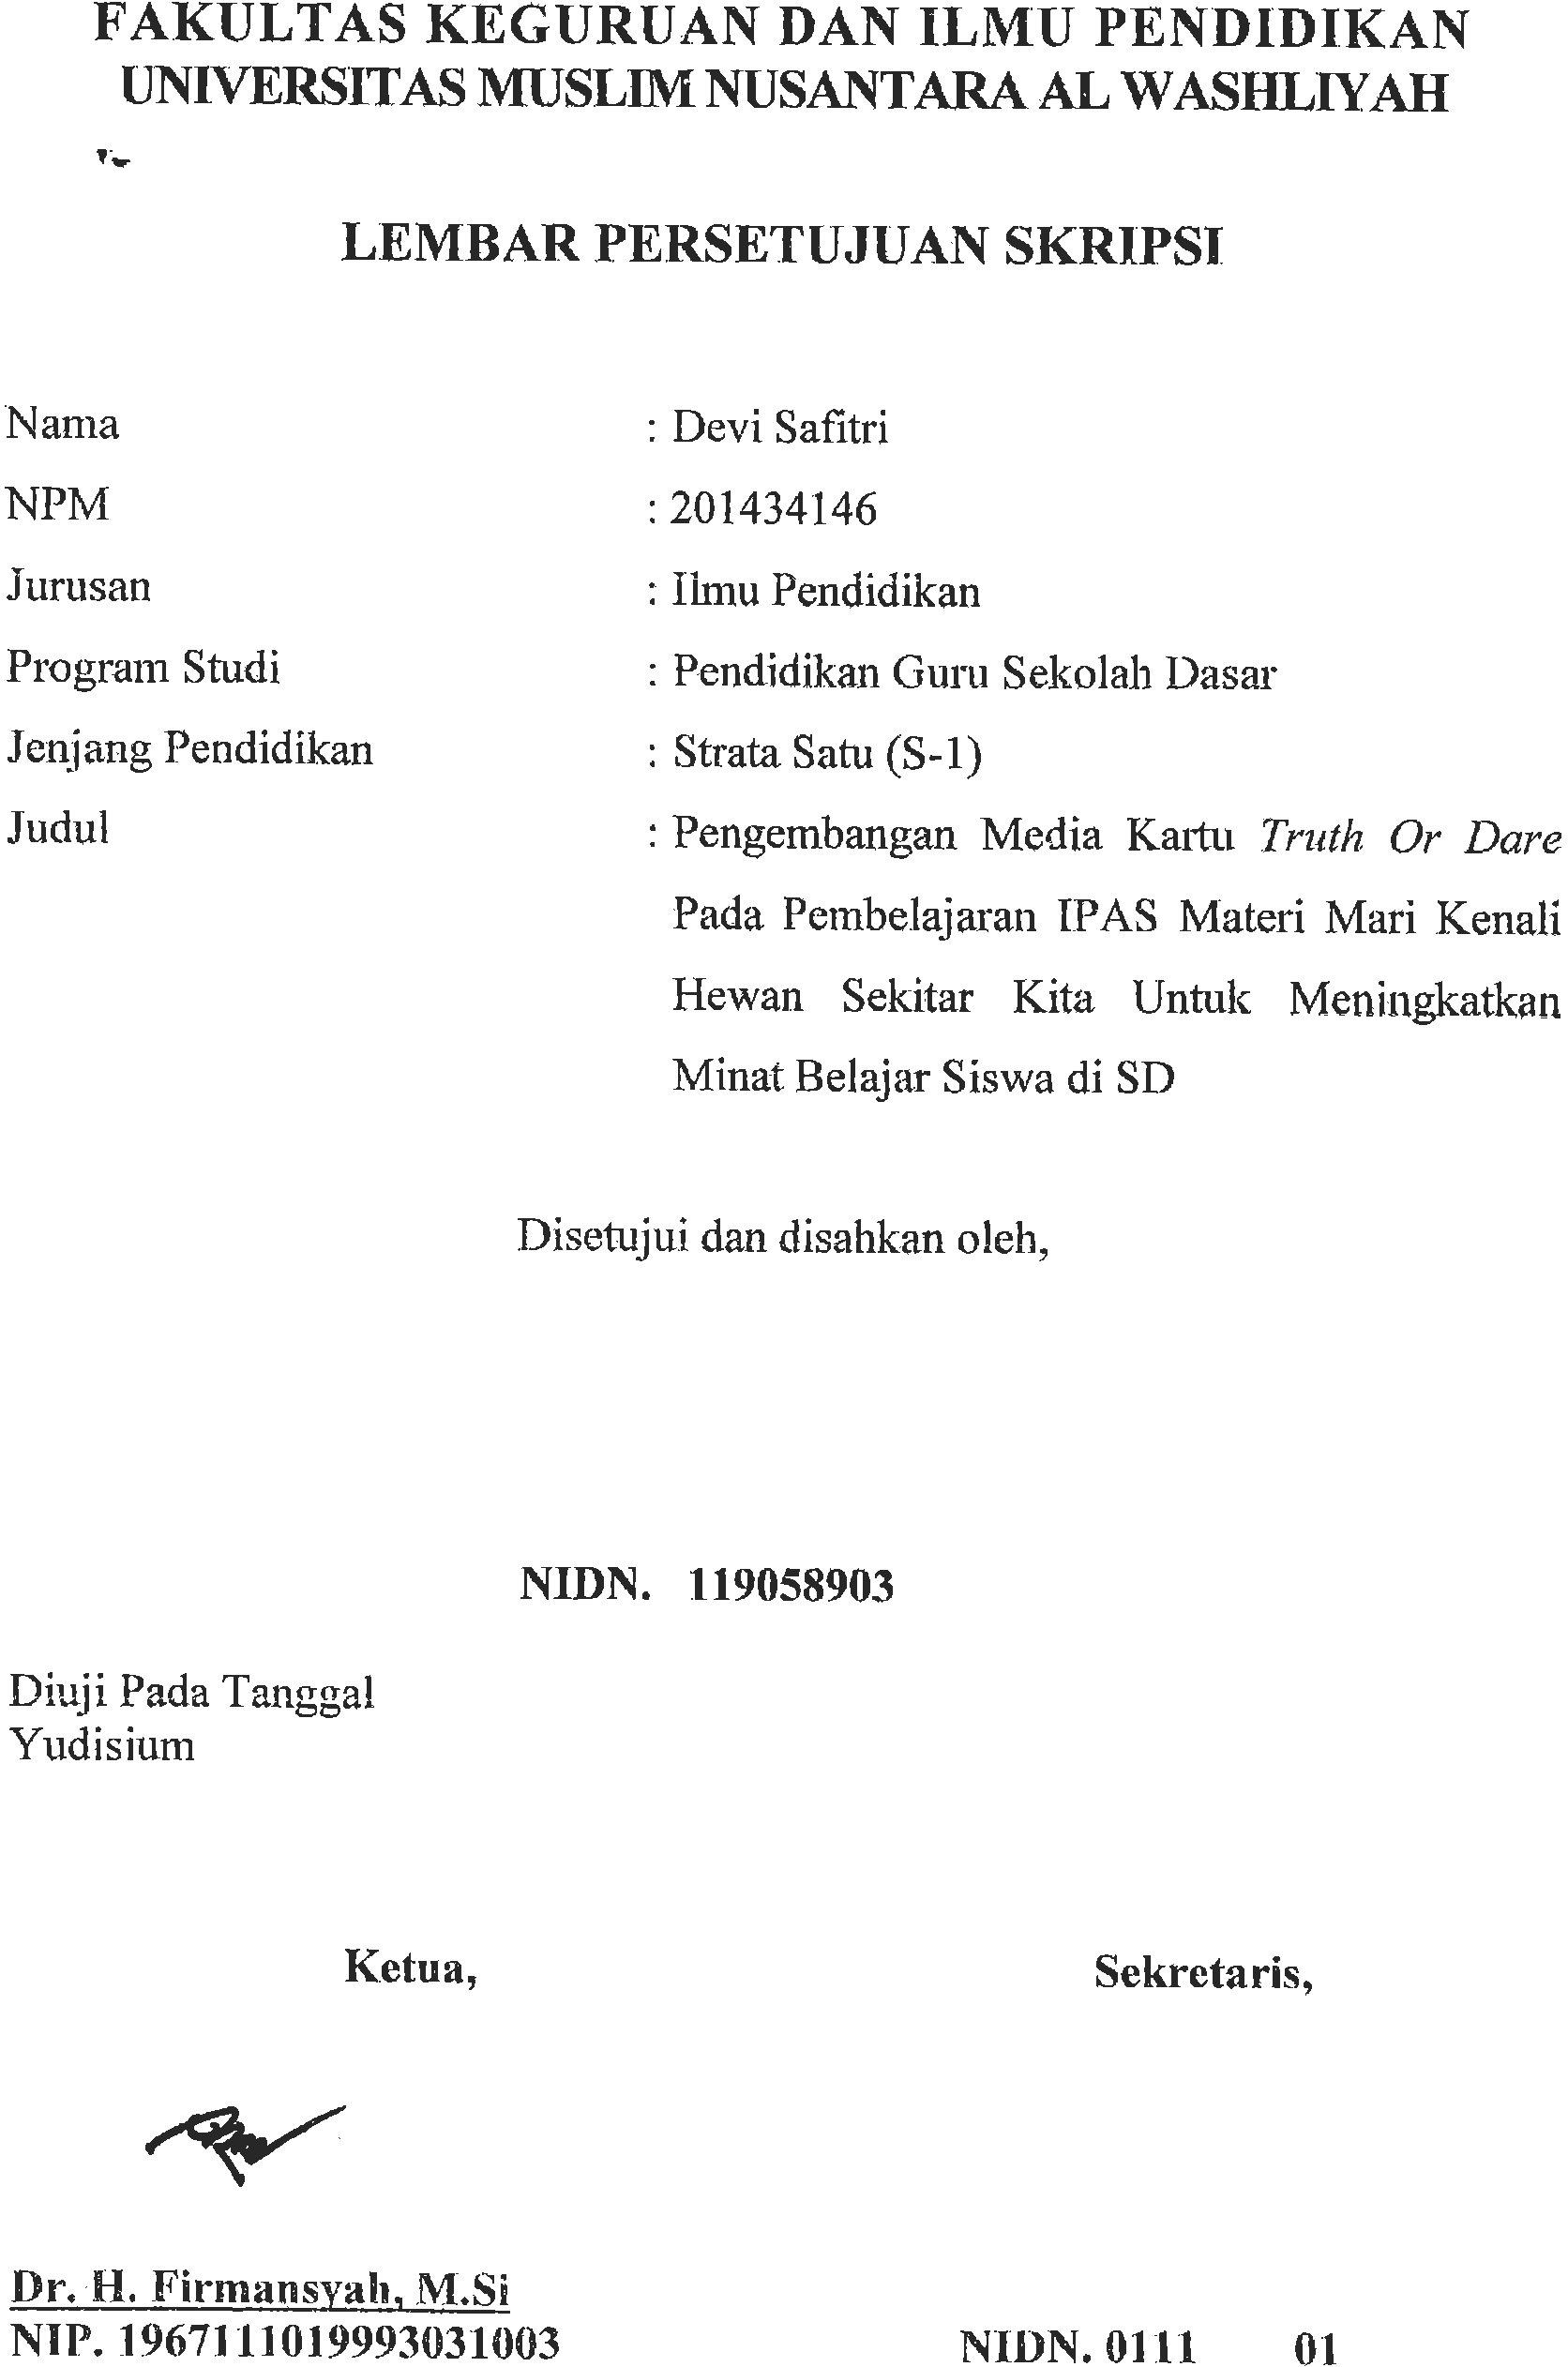 FAKULTAS KEGURUAN DAN ILMU PENDIDIKAN
UNIVERSITAS MUSLIM NUSANTARA AL WASHLIYAH
LEMBAR PERSETUJUAN SKRIPSI
Nama : Devi Safitri
NPM : 201434146
Jurusan : Ilmu Pendidikan
Program Studi : Pendidikan Guru Sekolah Dasar
Jenjang Pendidikan : Strata Satu (S-1)
Judul : Pengembangan Media Kartu Truth Or Dare
Pada Pembelajaran IPAS Materi Mari Kenali
Hewan Sekitar Kita Untuk Meningkatkan
Minat Belajar Siswa di SD
Disetujui dan disahkan oleh,
NIDN. 119058903
Diuji Pada Tanggal
Yudisium
Ketua, Sekretaris,
Dr. H. Firmansyah, M.Si
NIP. 1967111019993031003 NIDN. 0111 01